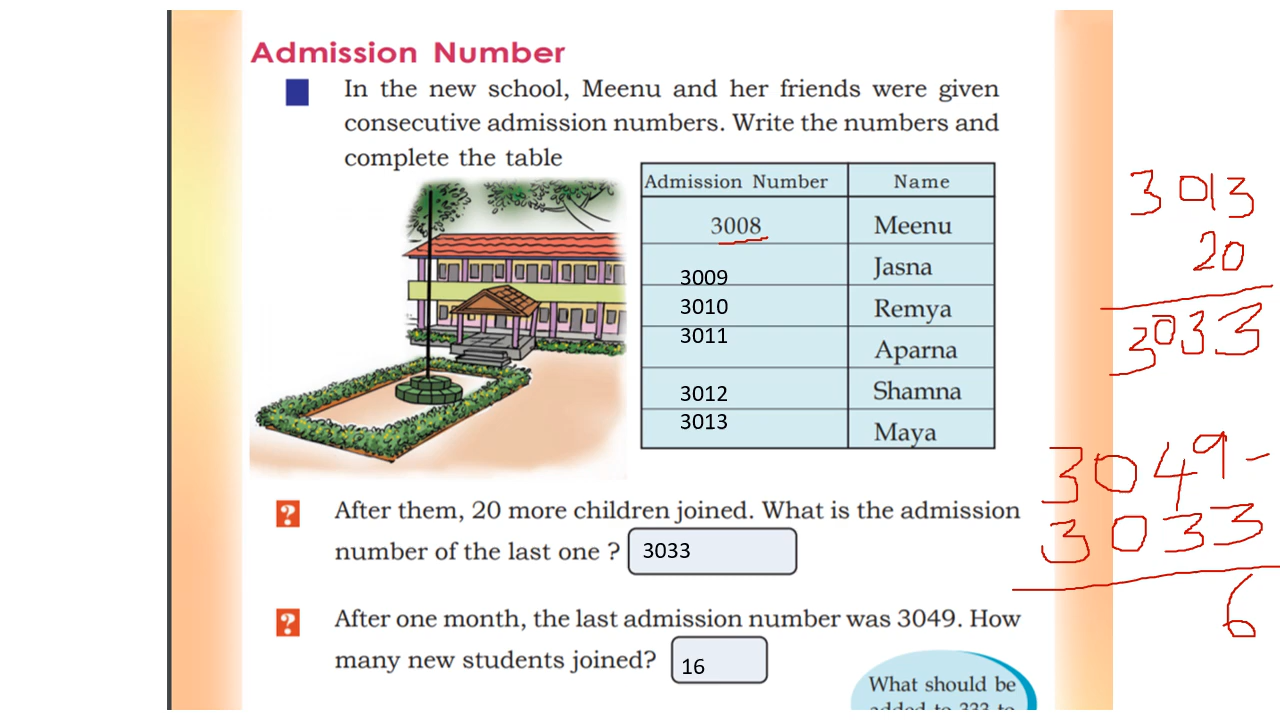 Admission Number
In the new school, Meenu and her friends were given
consecutive admission numbers. Write the numbers and
complete the table
Admission Number Name
3008 Meenu
3009 Jasna
3010 Remya
3011 Aparna
3012 Shamna
3013 Maya
? After them, 20 more children joined. What is the admission
number of the last one ? 3033
? After one month, the last admission number was 3049. How
many new students joined? 16
What should be
added to 333 to
3013
20
3033
3049 -
3033
6